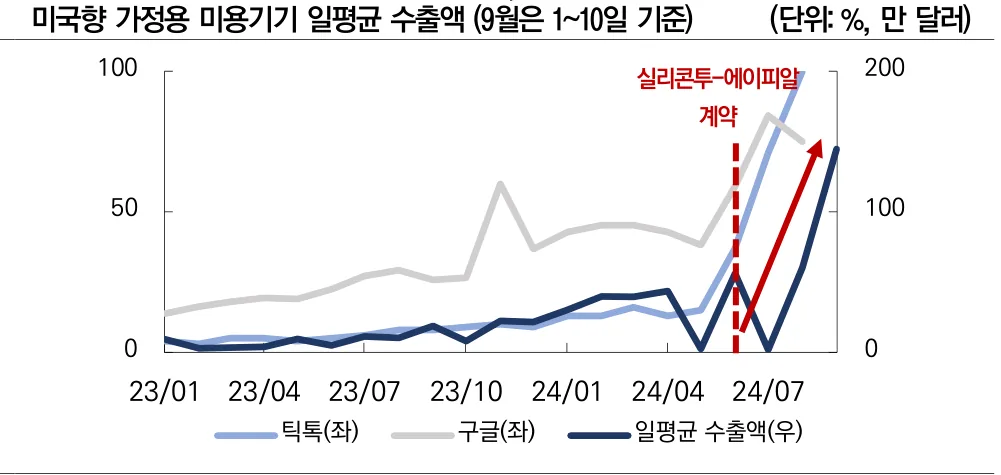 미국향 가정용 미용기기 일평균 수출액 (9월은 1~10일 기준) (단위: %, 만 달러)
100 200
실리콘투-에이피알
계약
50 100
0 0
23/01 23/04 23/07 23/10 24/01 24/04 24/07
틱톡(좌) 구글(좌) 일평균 수출액(우)